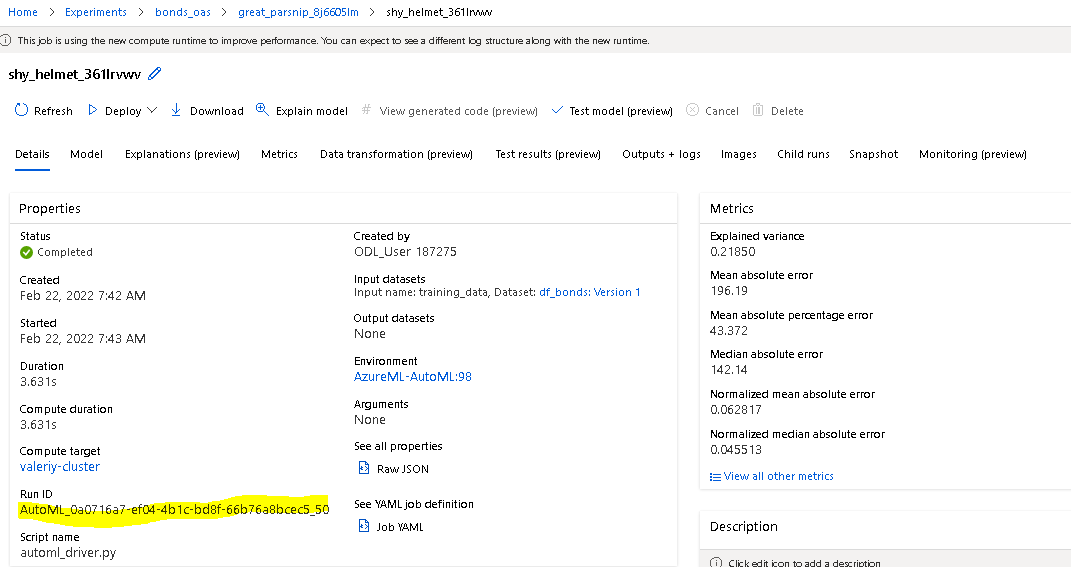 Home > Experiments > bonds_oas > great_parsnip_8j6605lm > shy_helmet_361lrvwv
This job is using the new compute runtime to improve performance. You can expect to see a different log structure along with the new runtime.
shy_helmet_361lrvwv
Refresh Deploy Download Explain model # View generated code (preview) Test model (preview) Cancel Delete
Details Model Explanations (preview) Metrics Data transformation (preview) Test results (preview) Outputs + logs Images Child runs Snapshot Monitoring (preview)
Properties
Status
Completed
Created
Feb 22, 2022 7:42 AM
Started
Feb 22, 2022 7:43 AM
Duration
3.631s
Compute duration
3.631s
Compute target
valeriy-cluster
Run ID
AutoML_0a0716a7-ef04-4b1c-bd8f-66b76a8bcec5_50
Script name
automl_driver.py
Created by
ODL_User 187275
Input datasets
Input name: training_data, Dataset: df_bonds: Version 1
Output datasets
None
Environment
AzureML-AutoML:98
Arguments
None
See all properties
Raw JSON
See YAML job definition
Job YAML
Metrics
Explained variance
0.21850
Mean absolute error
196.19
Mean absolute percentage error
43.372
Median absolute error
142.14
Normalized mean absolute error
0.062817
Normalized median absolute error
0.045513
View all other metrics
Description
Click edit icon to add a description